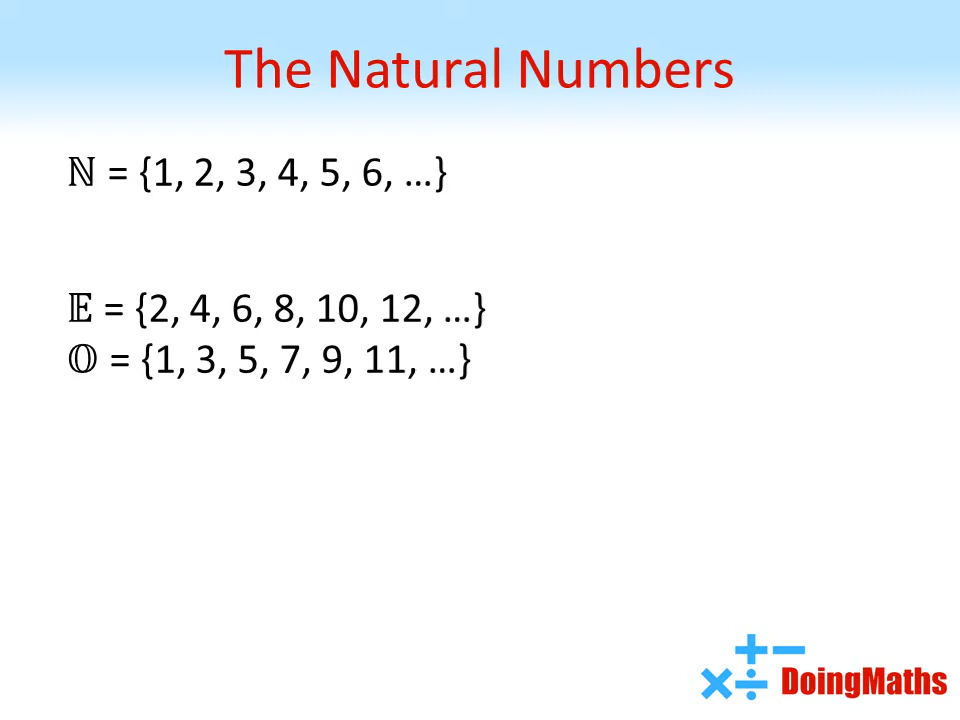 The Natural Numbers
ℕ = {1, 2, 3, 4, 5, 6, …}
𝔼 = {2, 4, 6, 8, 10, 12, …}
𝕆 = {1, 3, 5, 7, 9, 11, …}
+ −
× ÷ DoingMaths